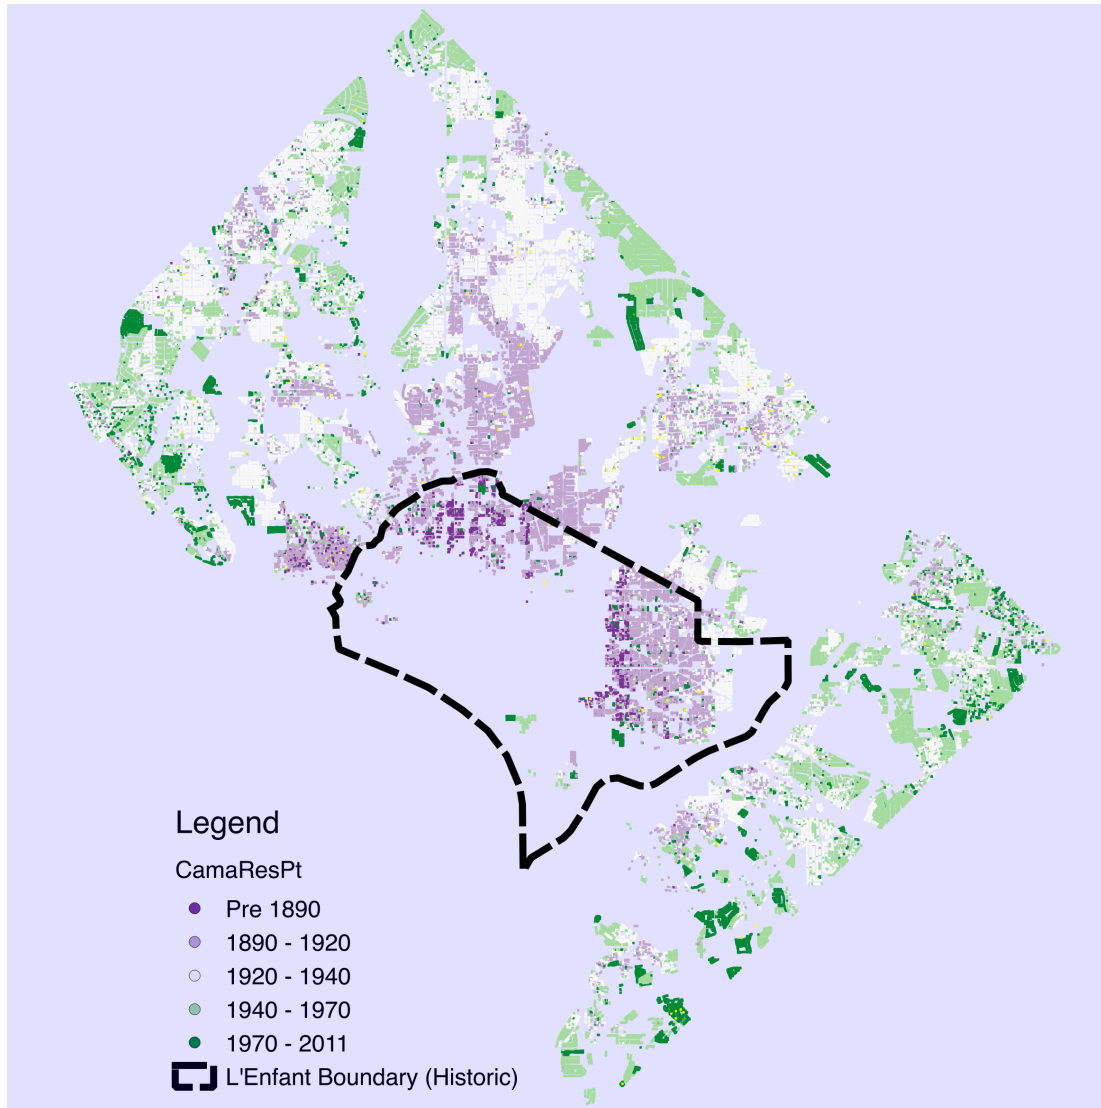 Legend
CamaResPt
Pre 1890
1890 - 1920
1920 - 1940
1940 - 1970
1970 - 2011
L'Enfant Boundary (Historic)